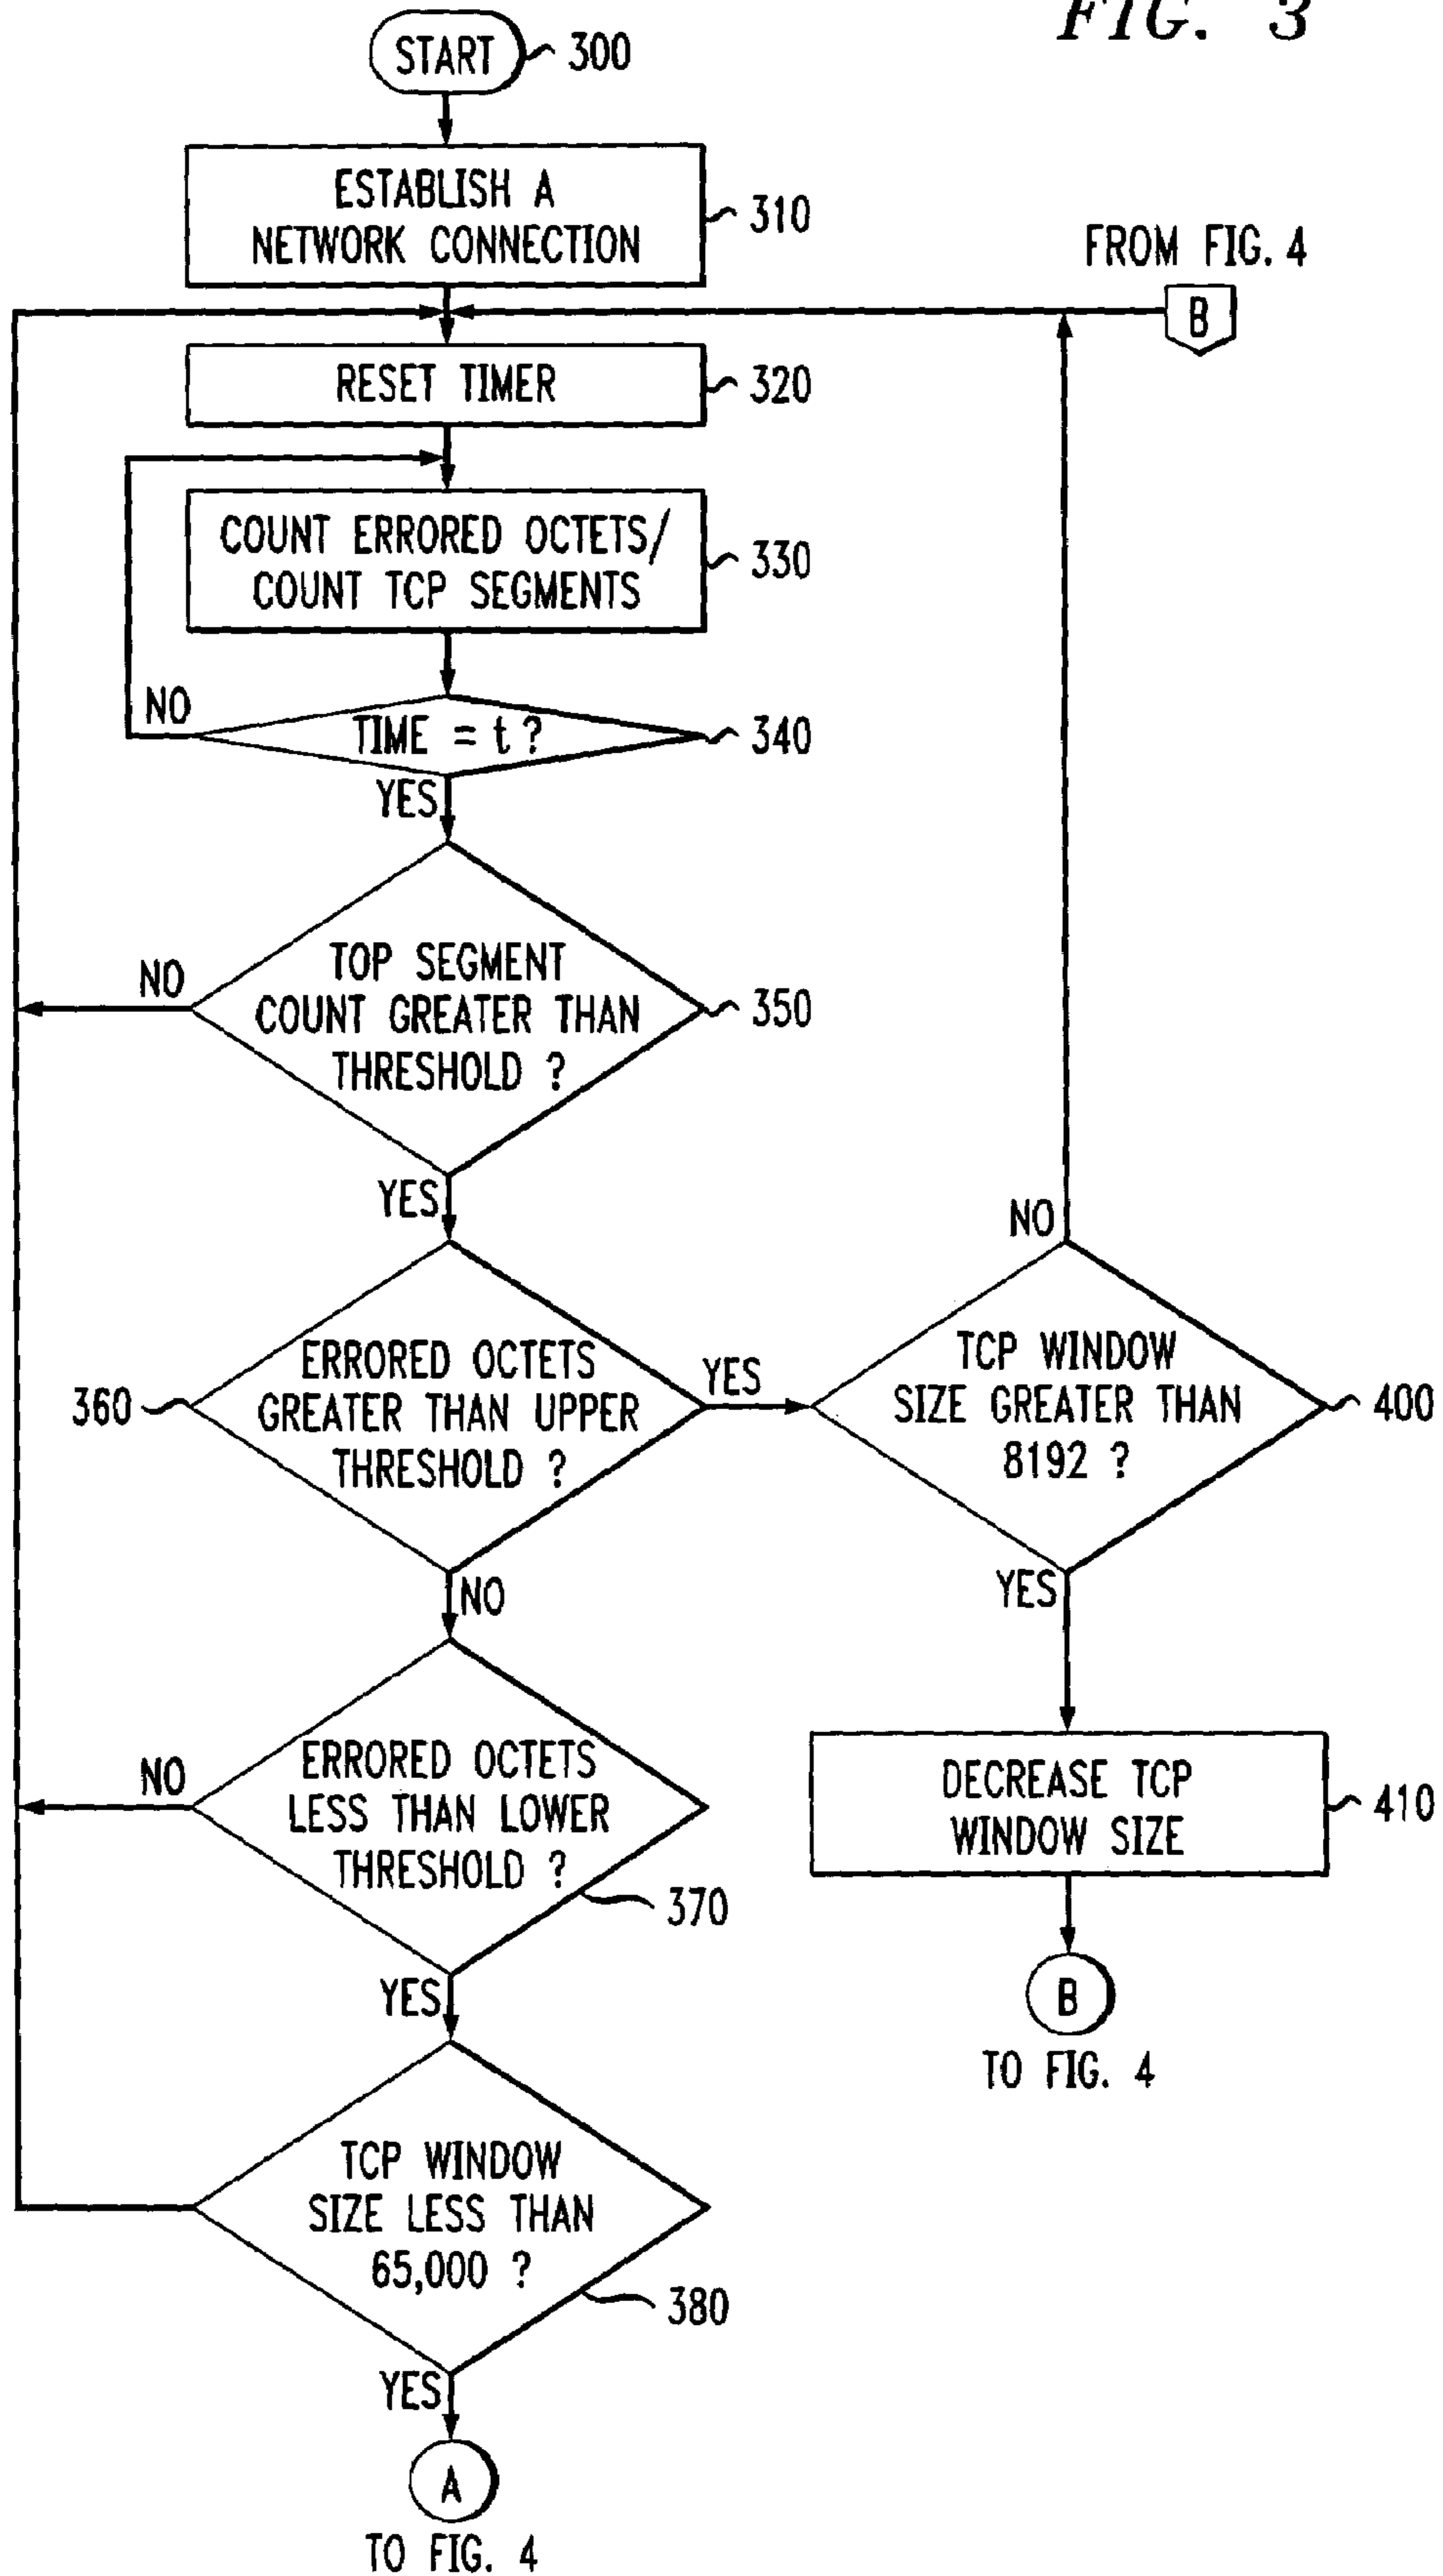 FIG. 3
START
300
ESTABLISH A
NETWORK CONNECTION
310
FROM FIG. 4
B
RESET TIMER
320
COUNT ERRORED OCTETS/
COUNT TCP SEGMENTS
330
NO
TIME = t ?
340
YES
NO
TOP SEGMENT
COUNT GREATER THAN
THRESHOLD ?
350
YES
360
ERRORED OCTETS
GREATER THAN UPPER
THRESHOLD ?
YES
NO
TCP WINDOW
SIZE GREATER THAN
8192 ?
400
NO
YES
NO
ERRORED OCTETS
LESS THAN LOWER
THRESHOLD ?
370
DECREASE TCP
WINDOW SIZE
410
YES
B
TO FIG. 4
TCP WINDOW
SIZE LESS THAN
65,000 ?
380
YES
A
TO FIG. 4